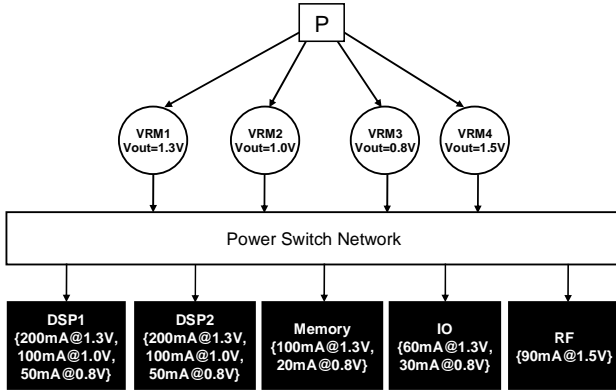 P
VRM1
Vout=1.3V
VRM2
Vout=1.0V
VRM3
Vout=0.8V
VRM4
Vout=1.5V
Power Switch Network
DSP1
{200mA@1.3V,
100mA@1.0V,
50mA@0.8V}
DSP2
{200mA@1.3V,
100mA@1.0V,
50mA@0.8V}
Memory
{100mA@1.3V,
20mA@0.8V}
IO
{60mA@1.3V,
30mA@0.8V}
RF
{90mA@1.5V}